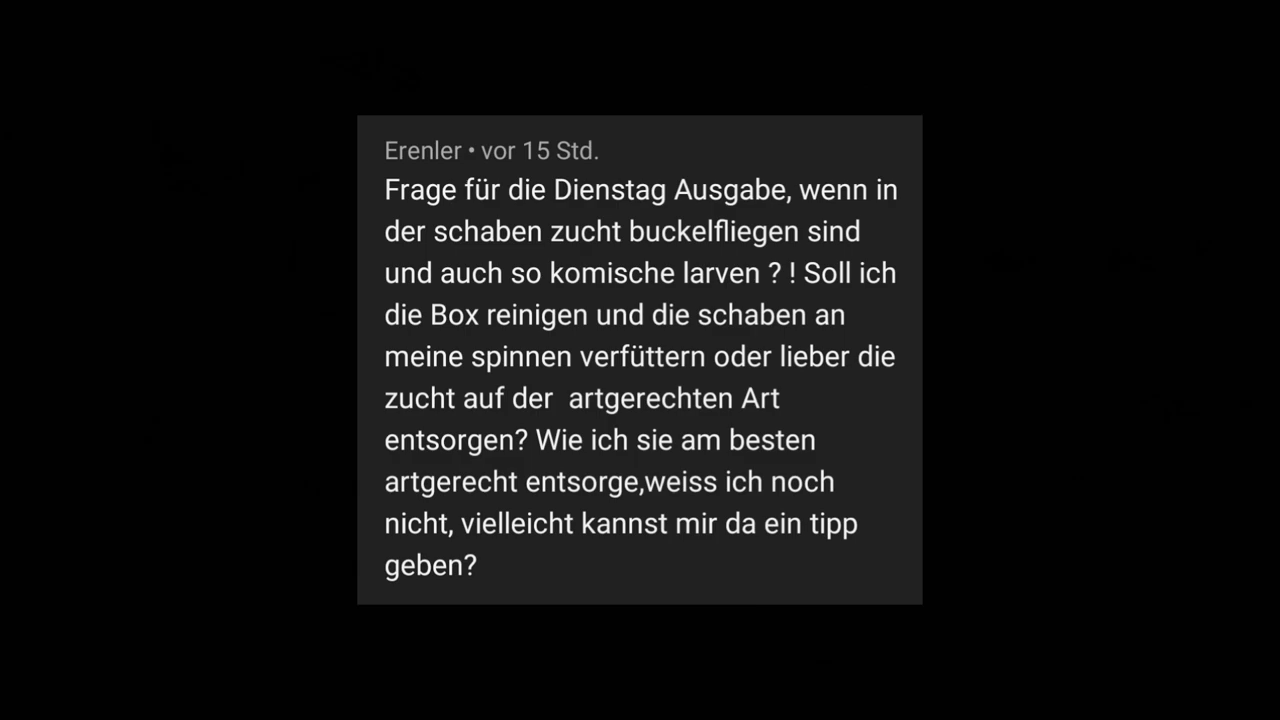 Erenler • vor 15 Std.
Frage für die Dienstag Ausgabe, wenn in
der schaben zucht buckelfliegen sind
und auch so komische larven ? ! Soll ich
die Box reinigen und die schaben an
meine spinnen verfüttern oder lieber die
zucht auf der  artgerechten Art
entsorgen? Wie ich sie am besten
artgerecht entsorge,weiss ich noch
nicht, vielleicht kannst mir da ein tipp
geben?